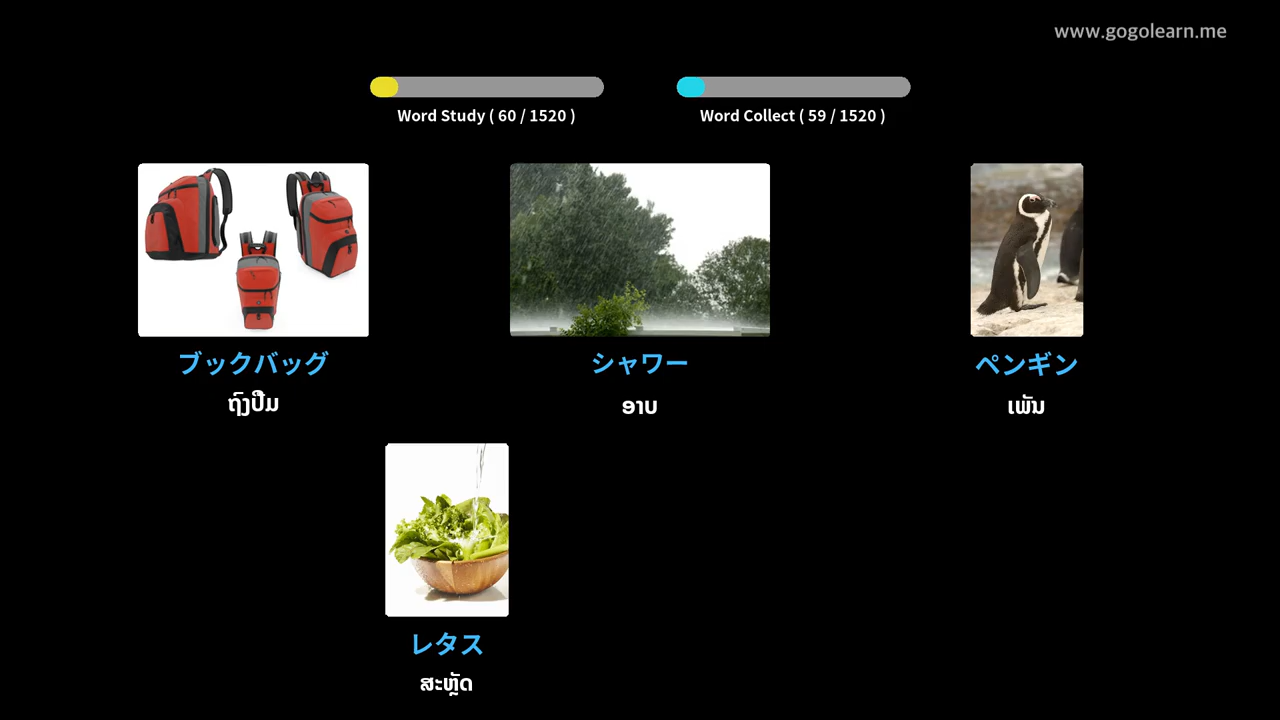 www.gogolearn.me
Word Study ( 60 / 1520 )
Word Collect ( 59 / 1520 )
ブックバッグ
ຖົງປຶ້ມ
シャワー
ອາບ
ペンギン
ເພັນ
レタス
ສະຫຼັດ